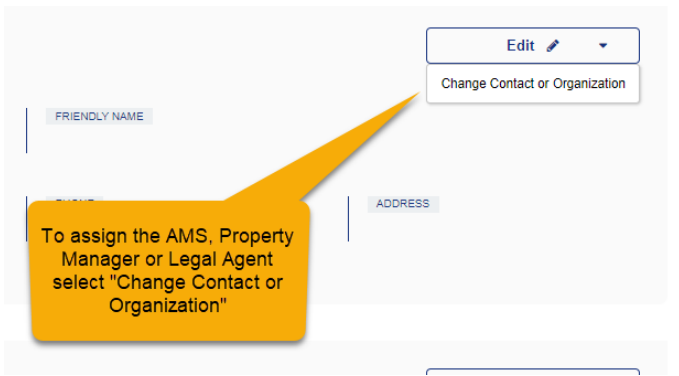 Edit
Change Contact or Organization
FRIENDLY NAME
ADDRESS
To assign the AMS, Property
Manager or Legal Agent
select "Change Contact or
Organization"